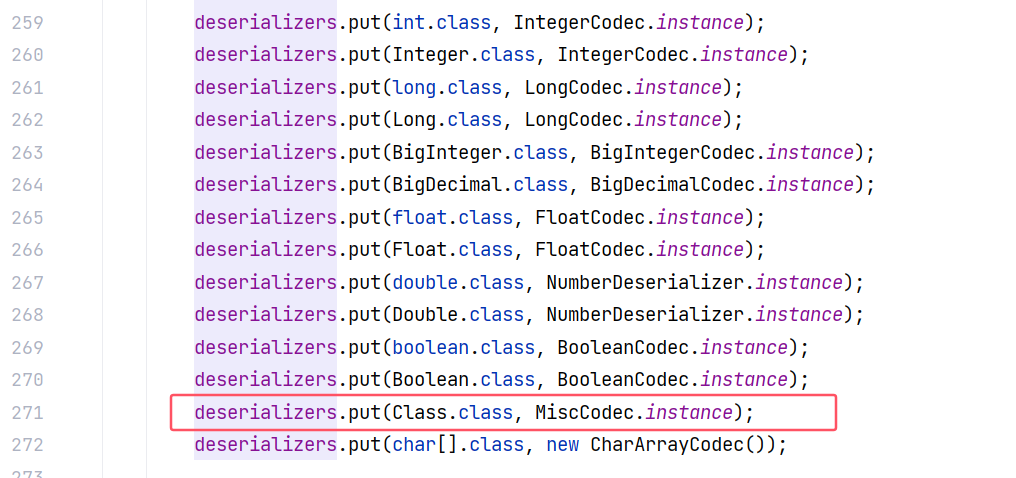 259 deserializers.put(int.class, IntegerCodec.instance);
260 deserializers.put(Integer.class, IntegerCodec.instance);
261 deserializers.put(long.class, LongCodec.instance);
262 deserializers.put(Long.class, LongCodec.instance);
263 deserializers.put(BigInteger.class, BigIntegerCodec.instance);
264 deserializers.put(BigDecimal.class, BigDecimalCodec.instance);
265 deserializers.put(float.class, FloatCodec.instance);
266 deserializers.put(Float.class, FloatCodec.instance);
267 deserializers.put(double.class, NumberDeserializer.instance);
268 deserializers.put(Double.class, NumberDeserializer.instance);
269 deserializers.put(boolean.class, BooleanCodec.instance);
270 deserializers.put(Boolean.class, BooleanCodec.instance);
271 deserializers.put(Class.class, MiscCodec.instance);
272 deserializers.put(char[].class, new CharArrayCodec());
273